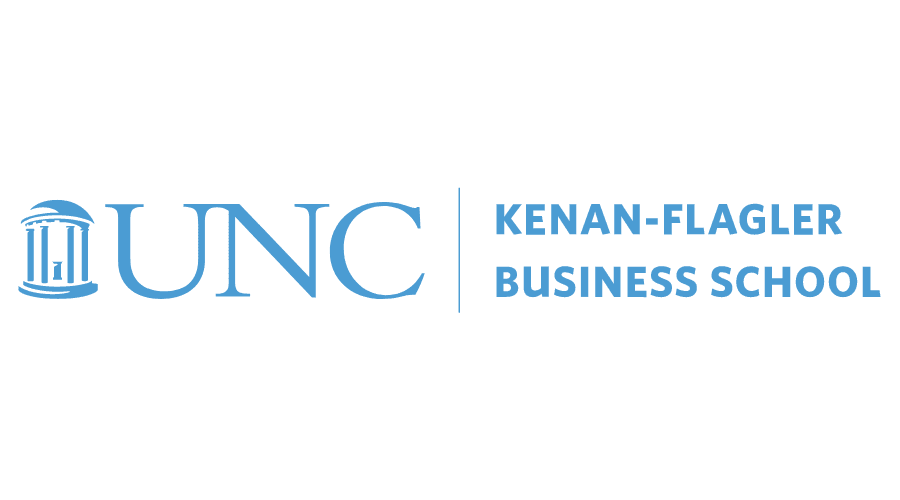 UNC
KENAN-FLAGLER
BUSINESS SCHOOL